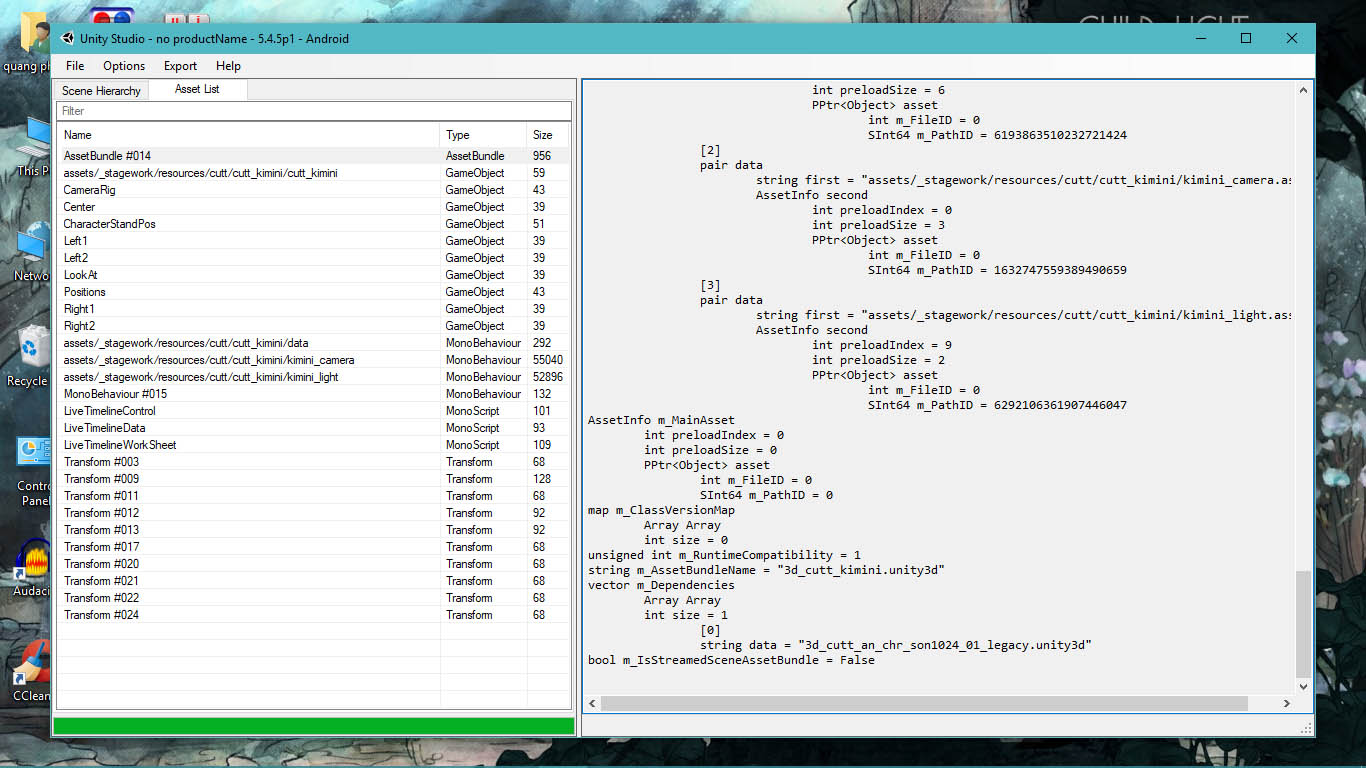 quang ph
This P
Netwo
Recycle
Contro
Panel
Audaci
CClean
Unity Studio - no productName - 5.4.5p1 - Android
File Options Export Help
Scene Hierarchy Asset List
Filter
Name Type Size
AssetBundle #014 AssetBundle 956
assets/_stagework/resources/cutt/cutt_kimini/cutt_kimini GameObject 59
CameraRig GameObject 43
Center GameObject 39
CharacterStandPos GameObject 51
Left1 GameObject 39
Left2 GameObject 39
LookAt GameObject 39
Positions GameObject 43
Right1 GameObject 39
Right2 GameObject 39
assets/_stagework/resources/cutt/cutt_kimini/data MonoBehaviour 292
assets/_stagework/resources/cutt/cutt_kimini/kimini_camera MonoBehaviour 55040
assets/_stagework/resources/cutt/cutt_kimini/kimini_light MonoBehaviour 52896
MonoBehaviour #015 MonoBehaviour 132
LiveTimelineControl MonoScript 101
LiveTimelineData MonoScript 93
LiveTimelineWorkSheet MonoScript 109
Transform #003 Transform 68
Transform #009 Transform 128
Transform #011 Transform 68
Transform #012 Transform 92
Transform #013 Transform 92
Transform #017 Transform 68
Transform #020 Transform 68
Transform #021 Transform 68
Transform #022 Transform 68
Transform #024 Transform 68
int preloadSize = 6
PPtr<Object> asset
int m_FileID = 0
SInt64 m_PathID = 6193863510232721424
[2]
pair data
string first = "assets/_stagework/resources/cutt/cutt_kimini/kimini_camera.as
AssetInfo second
int preloadIndex = 0
int preloadSize = 3
PPtr<Object> asset
int m_FileID = 0
SInt64 m_PathID = 1632747559389490659
[3]
pair data
string first = "assets/_stagework/resources/cutt/cutt_kimini/kimini_light.ass
AssetInfo second
int preloadIndex = 9
int preloadSize = 2
PPtr<Object> asset
int m_FileID = 0
SInt64 m_PathID = 6292106361907446047
AssetInfo m_MainAsset
int preloadIndex = 0
int preloadSize = 0
PPtr<Object> asset
int m_FileID = 0
SInt64 m_PathID = 0
map m_ClassVersionMap
Array Array
int size = 0
unsigned int m_RuntimeCompatibility = 1
string m_AssetBundleName = "3d_cutt_kimini.unity3d"
vector m_Dependencies
Array Array
int size = 1
[0]
string data = "3d_cutt_an_chr_son1024_01_legacy.unity3d"
bool m_IsStreamedSceneAssetBundle = False